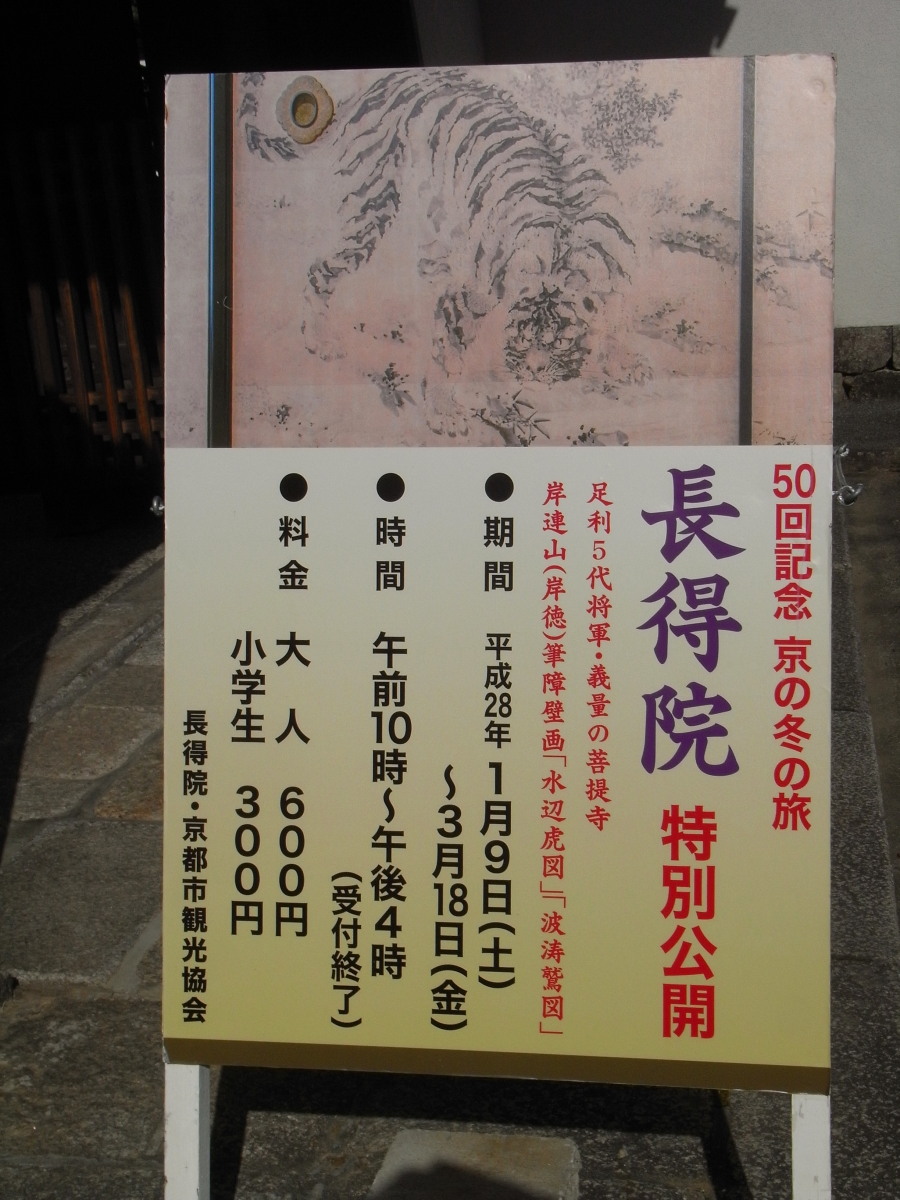 50回記念 京の冬の旅
長得院 特別公開
足利5代将軍・義量の菩提寺
岸連山(岸徳)筆障壁画「水辺虎図」「波涛鷲図」
● 期間 平成28年 1月9日(土)
～3月18日(金)
● 時間 午前10時～午後4時
(受付終了)
● 料金 大人 600円
小学生 300円
長得院・京都市観光協会